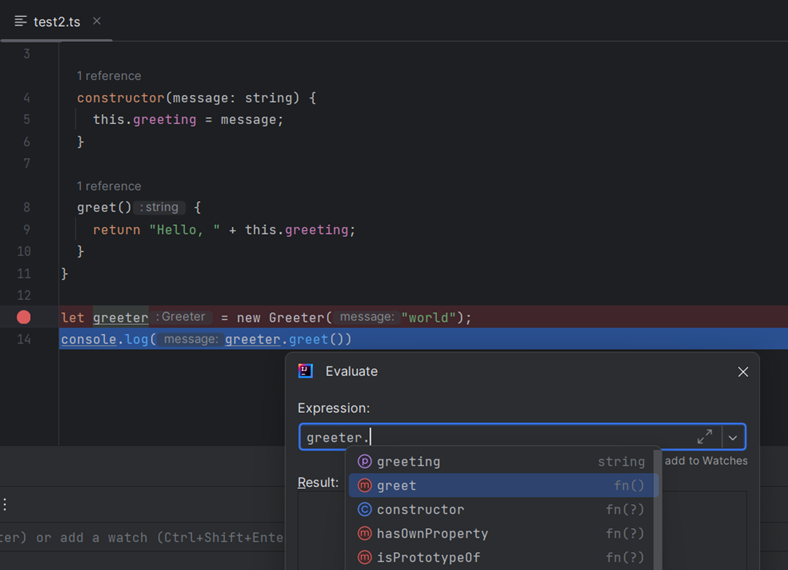 test2.ts
3
1 reference
4 constructor(message: string) {
5 this.greeting = message;
6 }
7
1 reference
8 greet() : string {
9 return "Hello, " + this.greeting;
10 }
11 }
12
let greeter : Greeter = new Greeter( message: "world");
14 console.log( message: greeter.greet())
Evaluate
Expression:
greeter.
add to Watches
greeting string
Result:
greet fn()
constructor fn(?)
hasOwnProperty fn(?)
isPrototypeOf fn(?)
ter) or add a watch (Ctrl+Shift+Ente